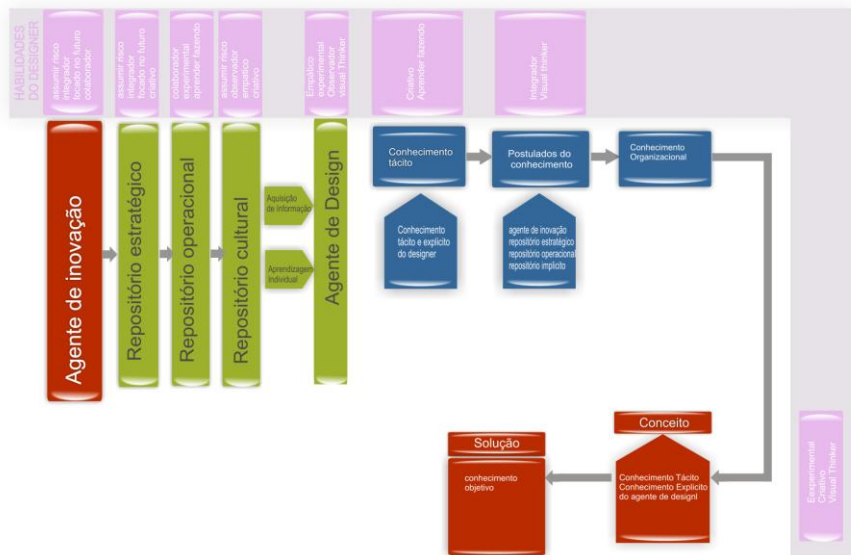 HABILIDADES
DO DESIGNER
assumir risco
integrador
focado no futuro
colaborador
assumir risco
integrador
focado no futuro
criativo
colaborador
experimental
aprender fazendo
assumir risco
observador
empatico
criativo
Empático
experimental
Observador
visual Thinker
Criativo
Aprender fazendo
Integrador
Visual thinker
Agente de inovação
Repositório estratégico
Repositório operacional
Repositório cultural
Aquisição
de informação
Aprendizagem
Individual
Agente de Design
Conhecimento
tácito
Postulados do
conhecimento
Conhecimento
Organizacional
Conhecimento
tácito e explícito
do designer
agente de inovação
repositório estratégico
repositório operacional
repositório implícito
Solução
conhecimento
objetivo
Conceito
Conhecimento Tácito
Conhecimento Explícito
do agente de designl
Eexperimental
Criativo
Visual Thinker